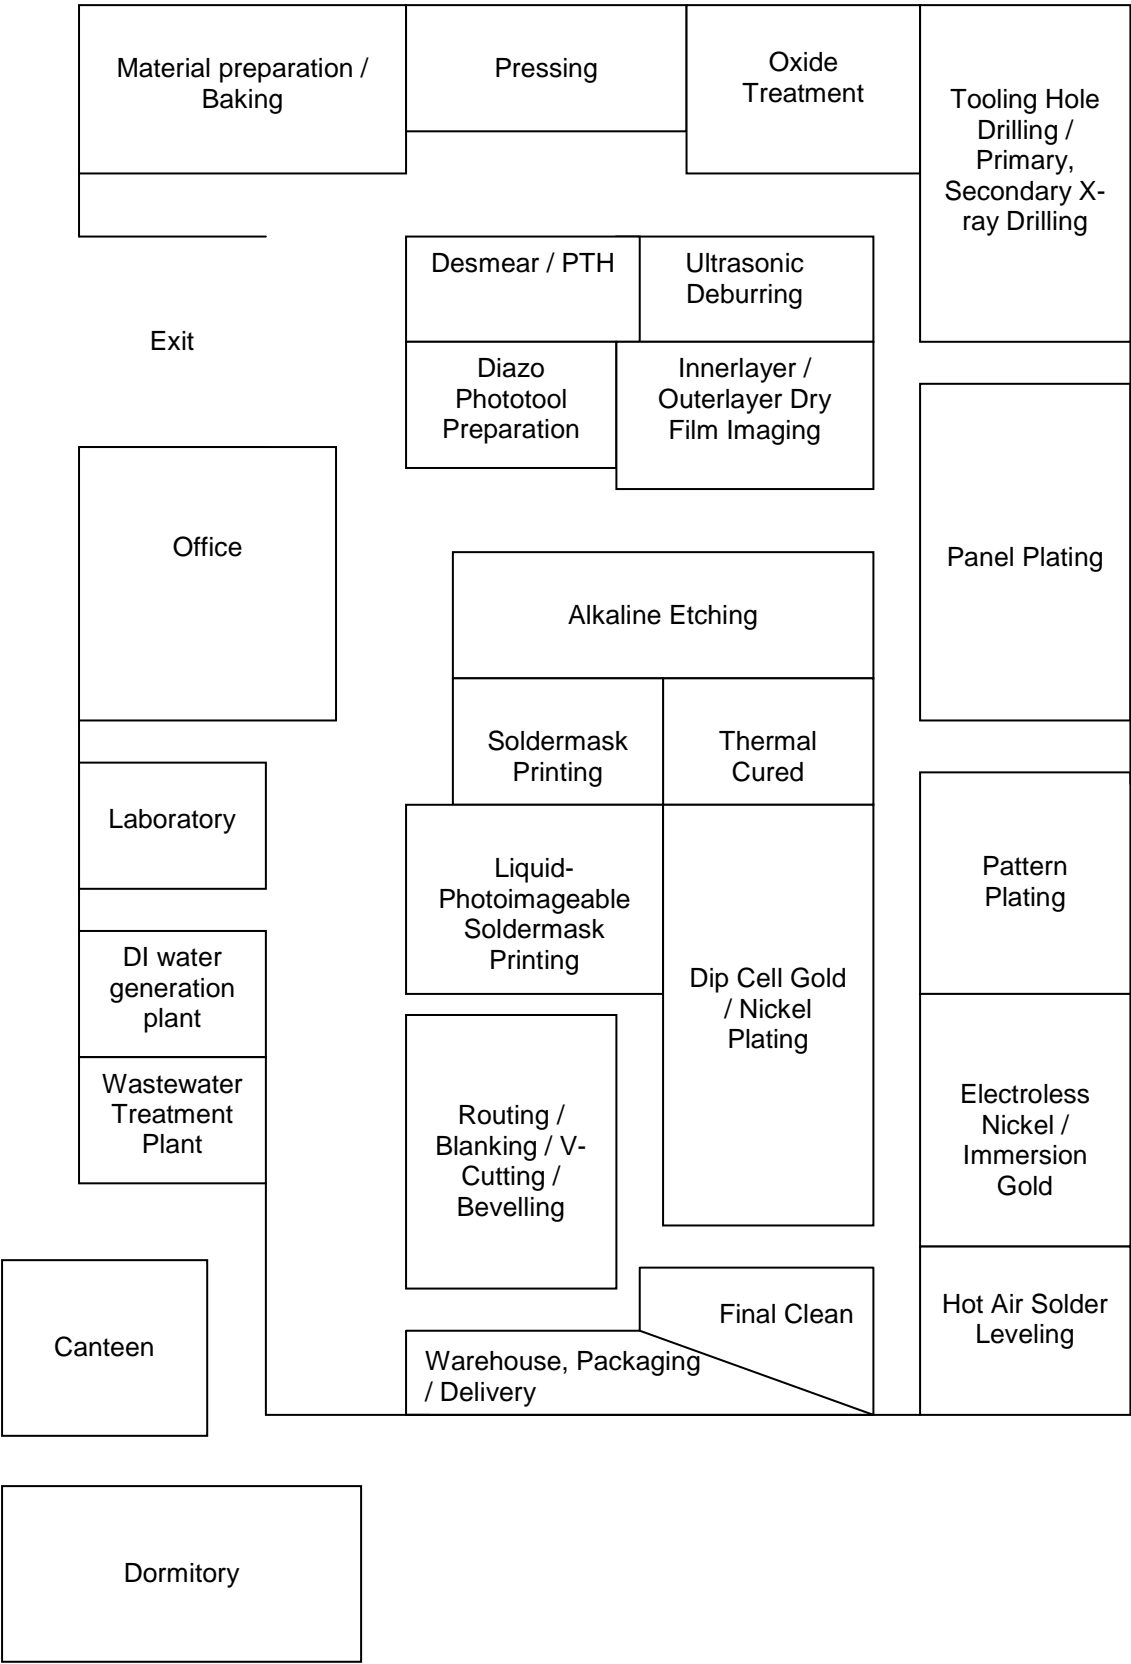 Material preparation /
Baking
Pressing
Oxide
Treatment
Tooling Hole
Drilling /
Primary,
Secondary X-
ray Drilling
Desmear / PTH
Ultrasonic
Deburring
Exit
Diazo
Phototool
Preparation
Innerlayer /
Outerlayer Dry
Film Imaging
Office
Panel Plating
Alkaline Etching
Soldermask
Printing
Thermal
Cured
Laboratory
Liquid-
Photoimageable
Soldermask
Printing
Pattern
Plating
DI water
generation
plant
Dip Cell Gold
/ Nickel
Plating
Wastewater
Treatment
Plant
Routing /
Blanking / V-
Cutting /
Bevelling
Electroless
Nickel /
Immersion
Gold
Canteen
Final Clean
Hot Air Solder
Leveling
Warehouse, Packaging
/ Delivery
Dormitory